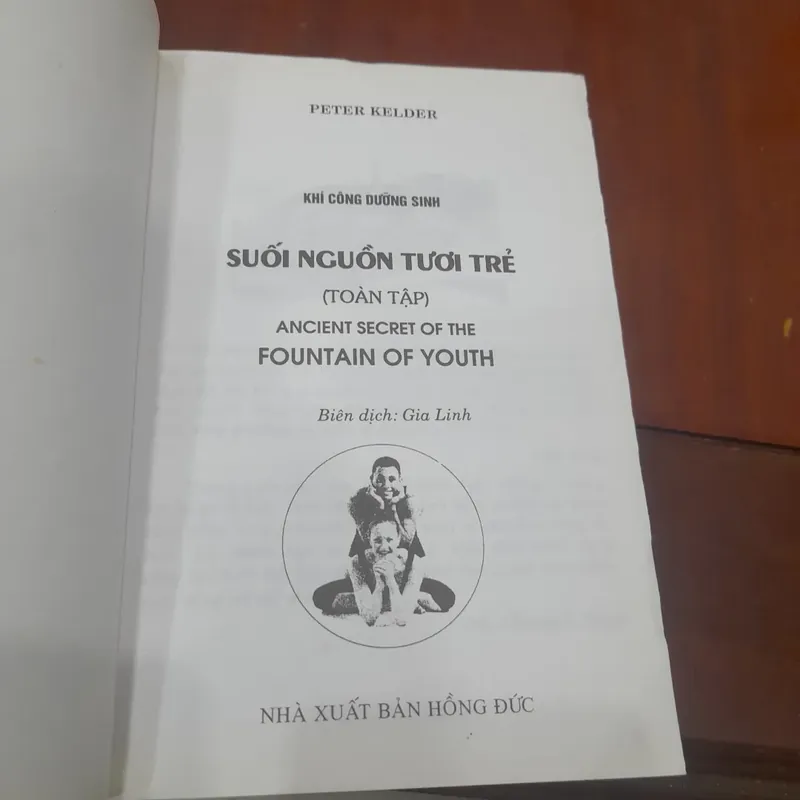 PETER KELDER
KHÍ CÔNG DƯỠNG SINH
SUỐI NGUỒN TƯƠI TRẺ
(TOÀN TẬP)
ANCIENT SECRET OF THE
FOUNTAIN OF YOUTH
Biên dịch: Gia Linh
NHÀ XUẤT BẢN HỒNG ĐỨC